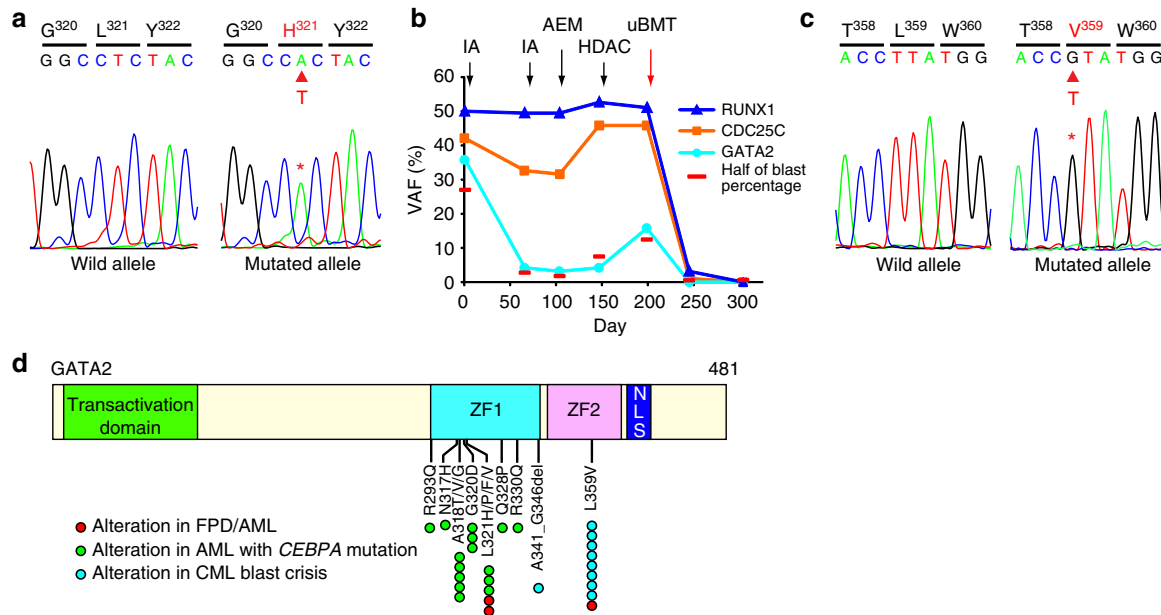 a
G320 L321 Y322 G320 H321 Y322
G G C C T C T A C G G C C A C T A C
T
*
Wild allele Mutated allele
b
AEM uBMT
IA IA HDAC
60
50
40
30
20
10
0
VAF (%)
0 50 100 150 200 250 300
Day
RUNX1
CDC25C
GATA2
Half of blast
percentage
c
T358 L359 W360 T358 V359 W360
A C C T T A T G G A C C G T A T G G
T
*
Wild allele Mutated allele
d
GATA2 481
Transactivation
domain
ZF1
ZF2
NLS
R293Q
N317H
A318T/V/G
G320D
L321H/P/F/V
Q328P
R330Q
A341_G346del
L359V
Alteration in FPD/AML
Alteration in AML with CEBPA mutation
Alteration in CML blast crisis